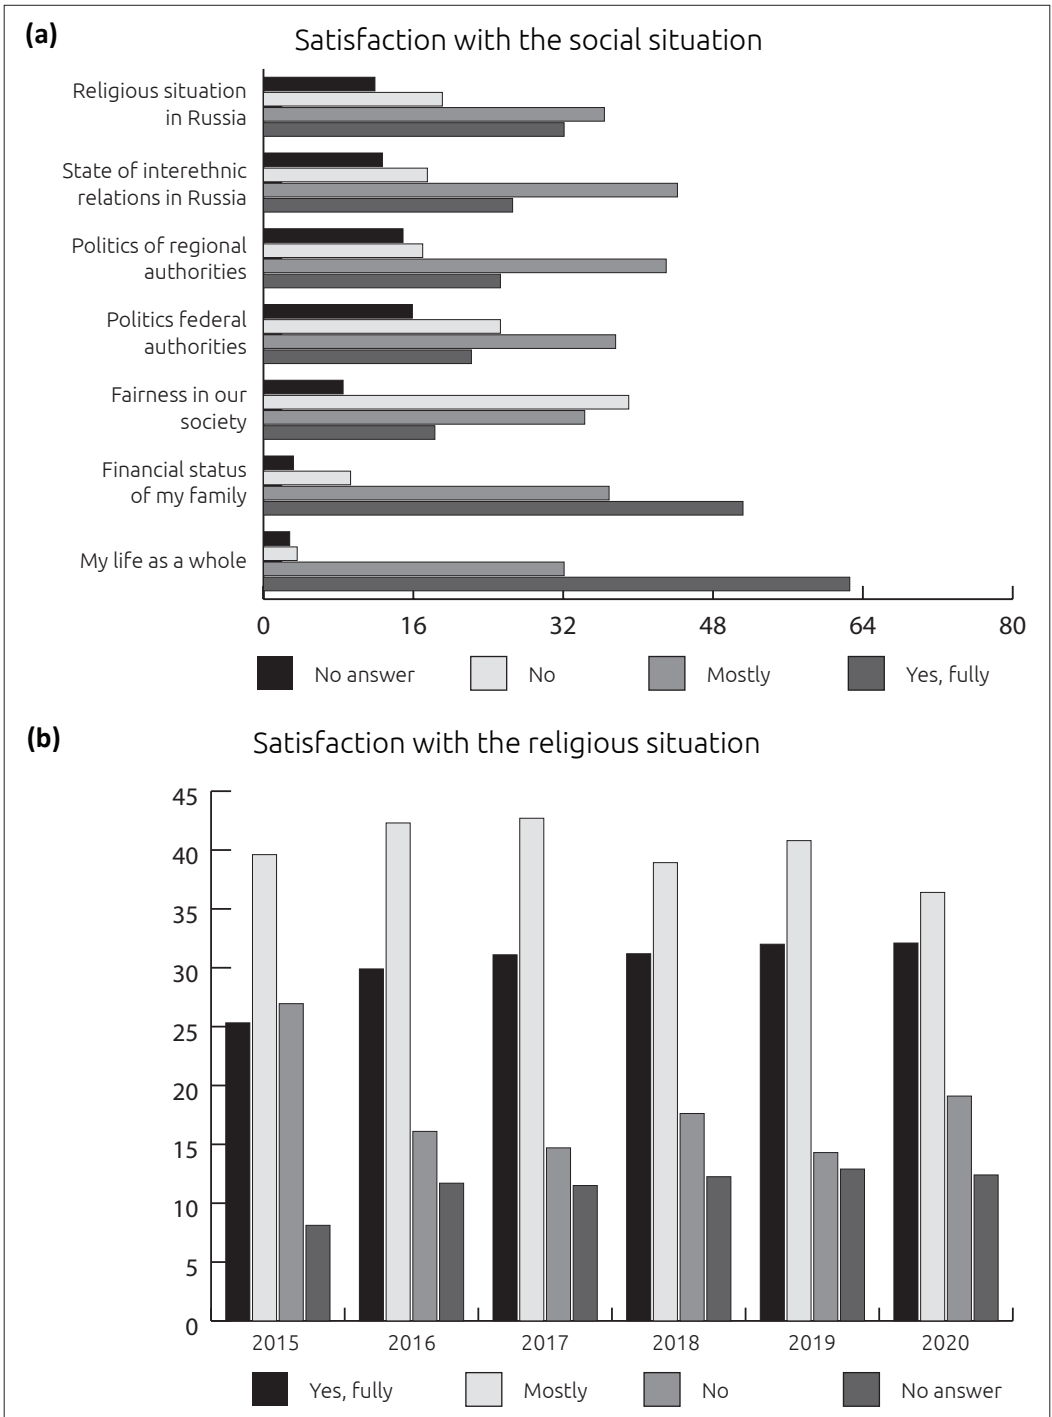 (a)
Satisfaction with the social situation
Religious situation
in Russia
State of interethnic
relations in Russia
Politics of regional
authorities
Politics federal
authorities
Fairness in our
society
Financial status
of my family
My life as a whole
0 16 32 48 64 80
No answer No Mostly Yes, fully
(b)
Satisfaction with the religious situation
45
40
35
30
25
20
15
10
5
0
2015 2016 2017 2018 2019 2020
Yes, fully Mostly No No answer